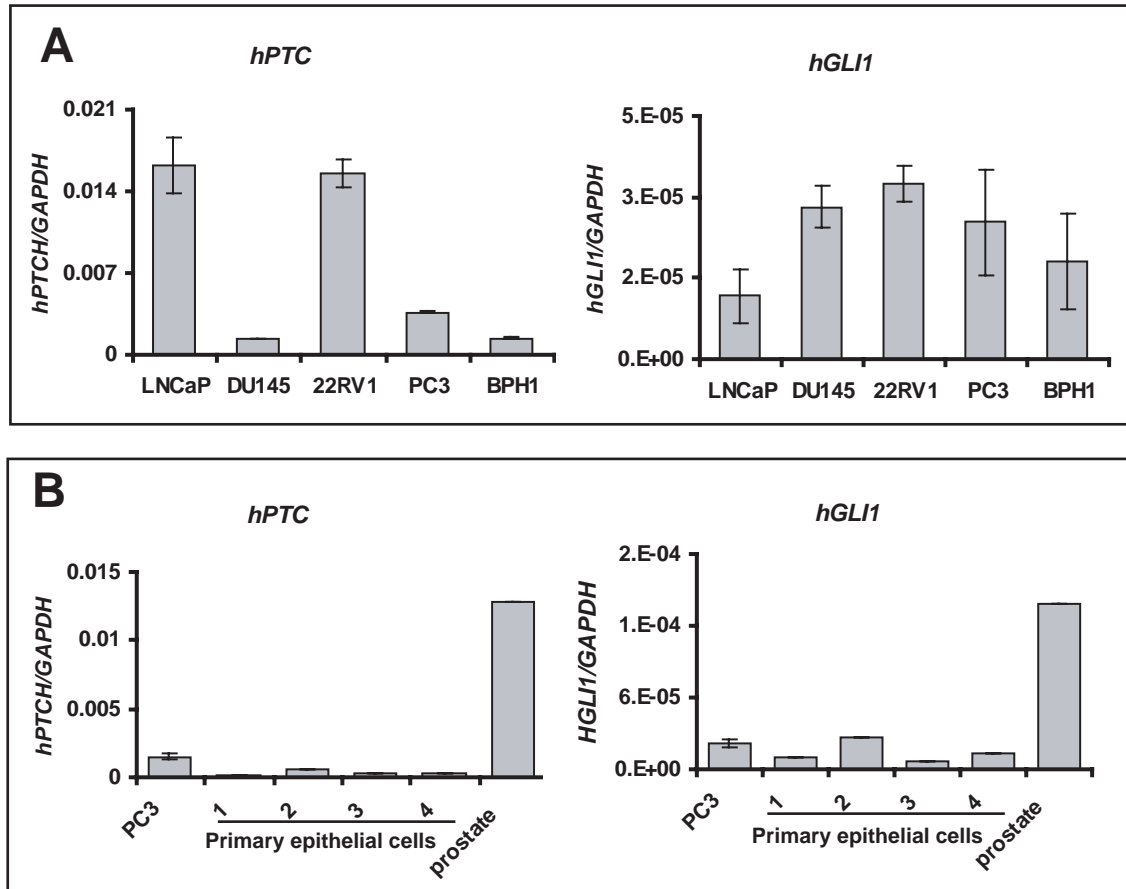 A
hPTC
hPTCH/GAPDH
0.021
0.014
0.007
0
LNCaP DU145 22RV1 PC3 BPH1
hGLI1
hGLI1/GAPDH
5.E-05
3.E-05
2.E-05
0.E+00
LNCaP DU145 22RV1 PC3 BPH1
B
hPTC
hPTCH/GAPDH
0.015
0.01
0.005
0
PC3 1 2 3 4 prostate
Primary epithelial cells
hGLI1
HGLI1/GAPDH
2.E-04
1.E-04
6.E-05
0.E+00
PC3 1 2 3 4 prostate
Primary epithelial cells